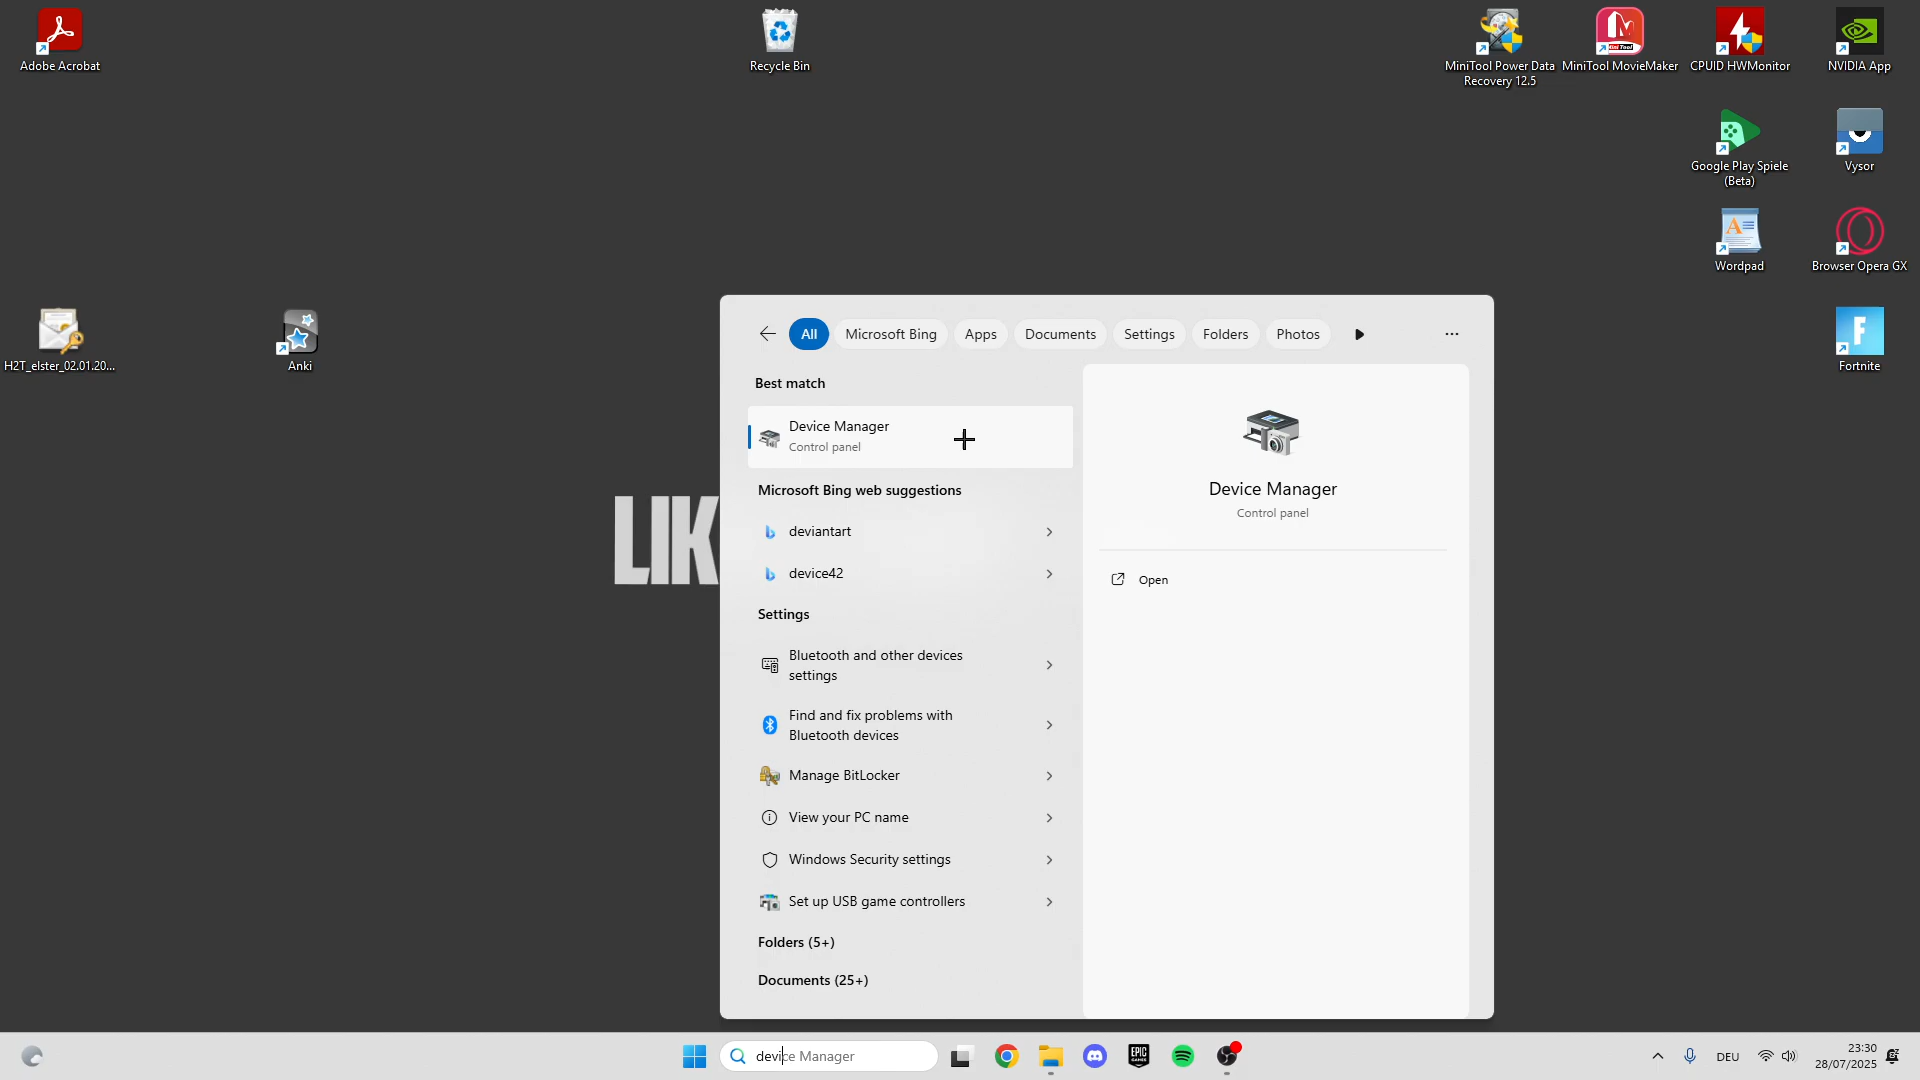 Adobe Acrobat
Recycle Bin
MiniTool Power Data
Recovery 12.5
MiniTool MovieMaker
CPUID HWMonitor
NVIDIA App
Google Play Spiele
(Beta)
Vysor
Wordpad
Browser Opera GX
H2T_elster_02.01.20...
Anki
Fortnite
LIK
All
Microsoft Bing
Apps
Documents
Settings
Folders
Photos
Best match
Device Manager
Control panel
Microsoft Bing web suggestions
deviantart
device42
Settings
Bluetooth and other devices
settings
Find and fix problems with
Bluetooth devices
Manage BitLocker
View your PC name
Windows Security settings
Set up USB game controllers
Folders (5+)
Documents (25+)
Device Manager
Control panel
Open
device Manager
EPIC
GAMES
DEU
23:30
28/07/2025